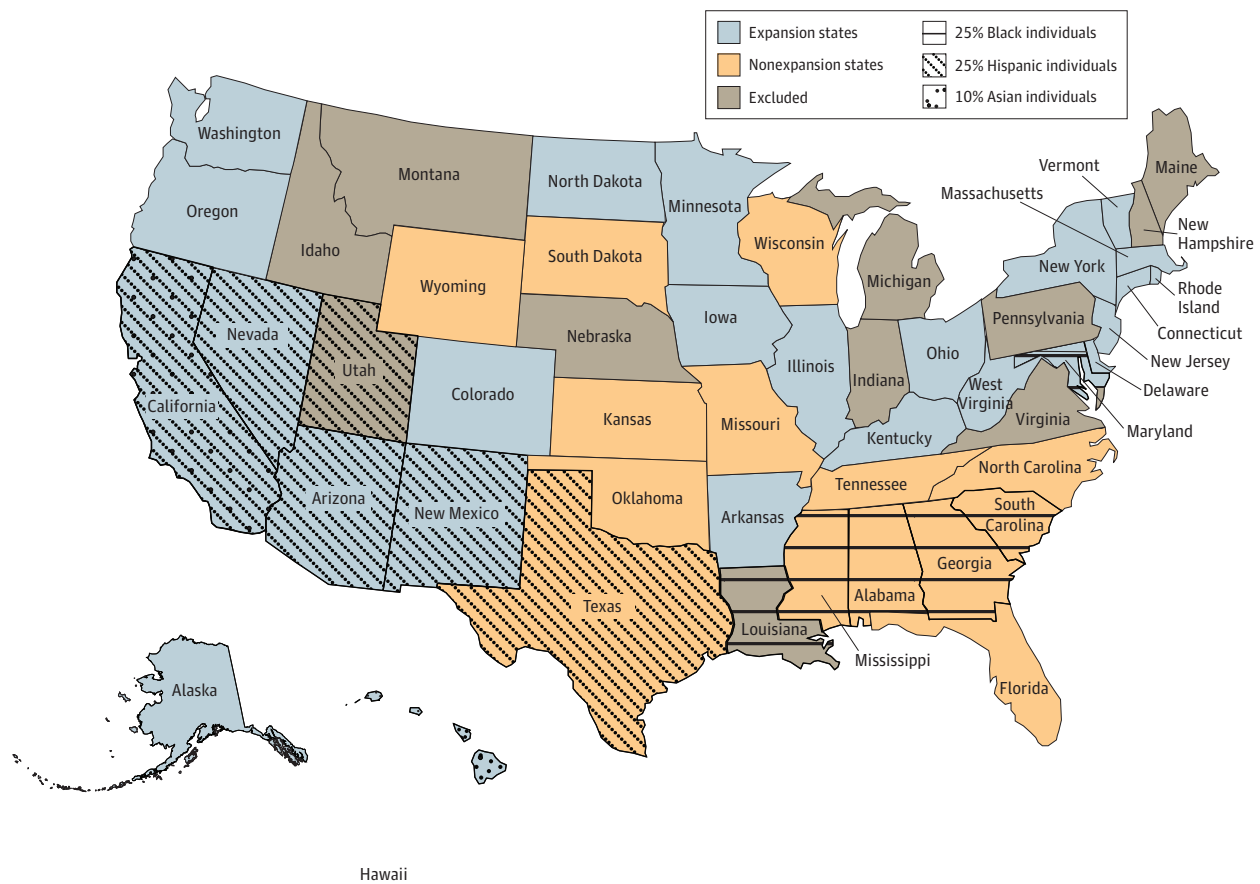 Expansion states
Nonexpansion states
Excluded
25% Black individuals
25% Hispanic individuals
10% Asian individuals
Washington
Oregon
Idaho
Montana
Wyoming
North Dakota
South Dakota
Minnesota
Wisconsin
Michigan
Nebraska
Iowa
Nevada
Utah
California
Colorado
Kansas
Missouri
Illinois
Indiana
Ohio
West
Virginia
Kentucky
Virginia
Pennsylvania
New York
Vermont
Massachusetts
Maine
New
Hampshire
Rhode
Island
Connecticut
New Jersey
Delaware
Maryland
Arizona
New Mexico
Oklahoma
Arkansas
Tennessee
North Carolina
South
Carolina
Georgia
Alabama
Mississippi
Texas
Louisiana
Florida
Alaska
Hawaii